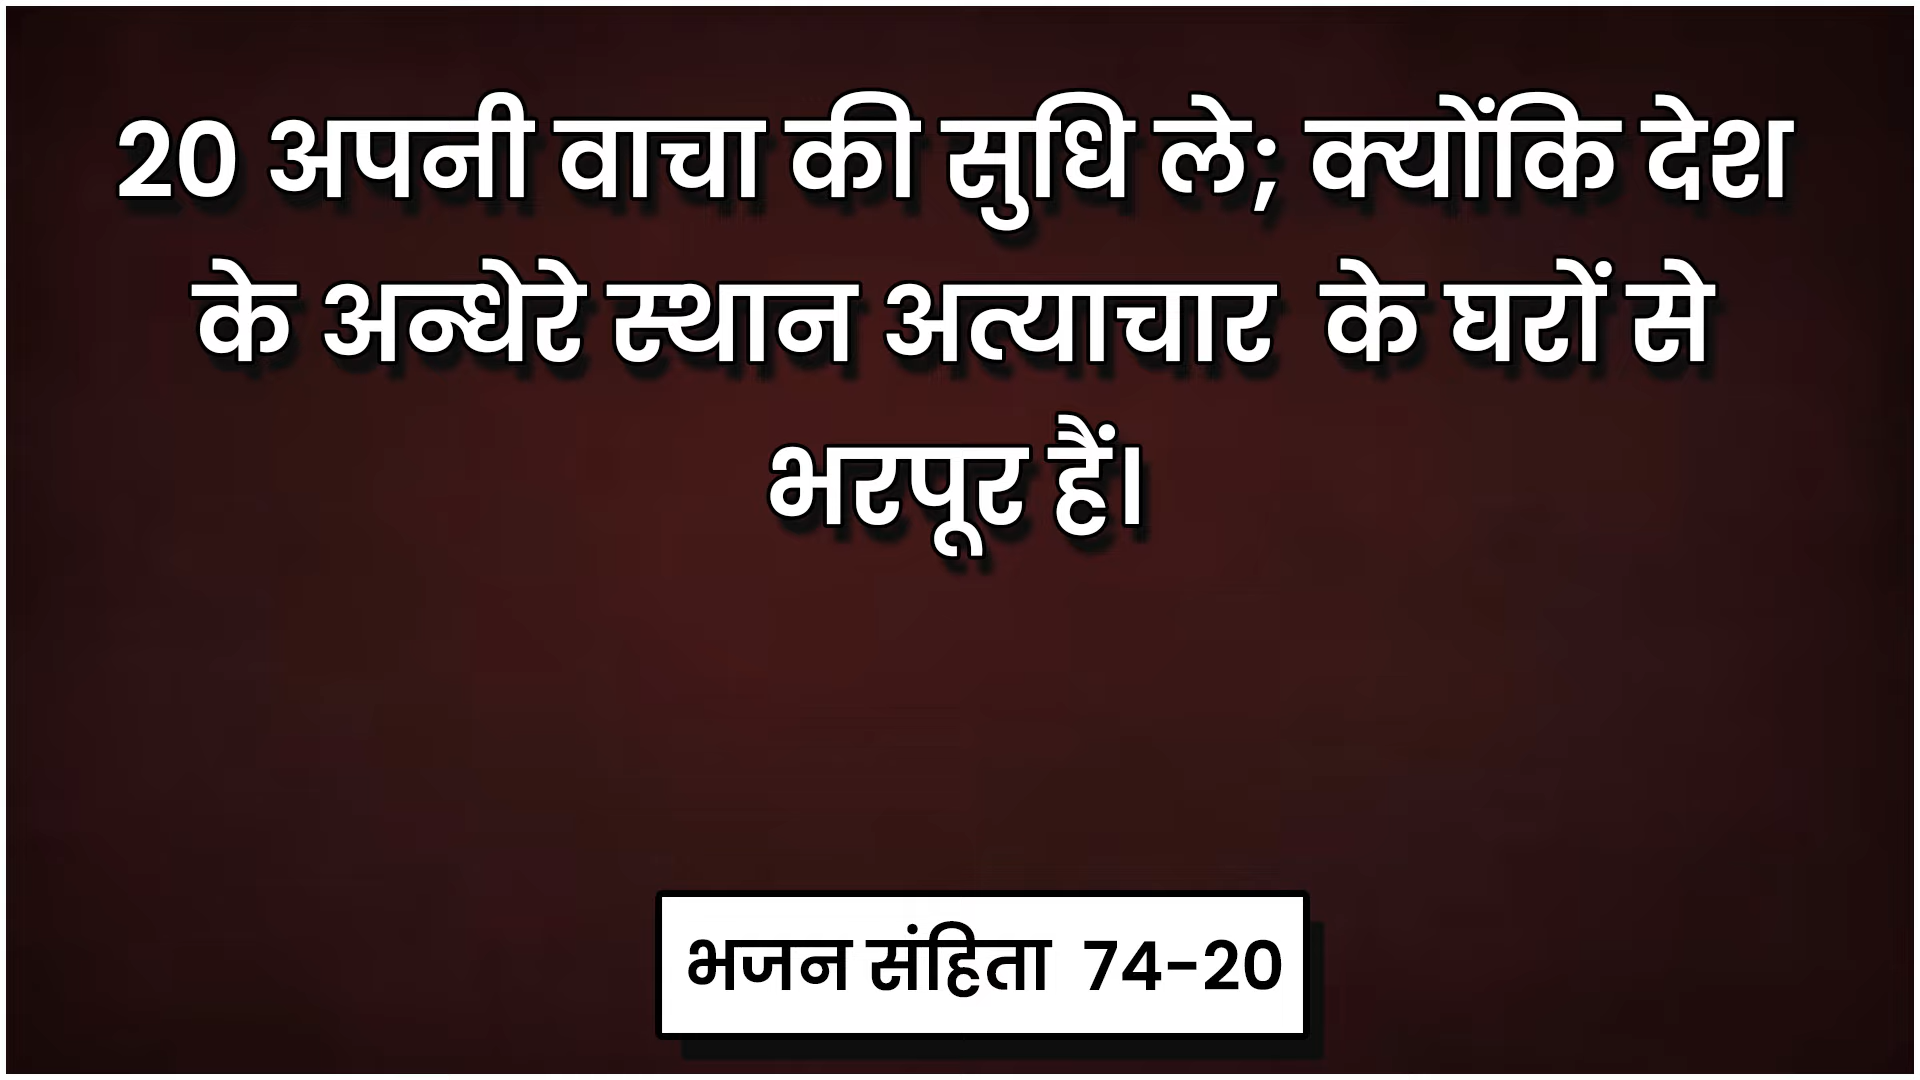 20 अपनी वाचा की सुधि ले; क्योंकि देश
के अन्धेरे स्थान अत्याचार  के घरों से
भरपूर हैं।
भजन संहिता  74-20